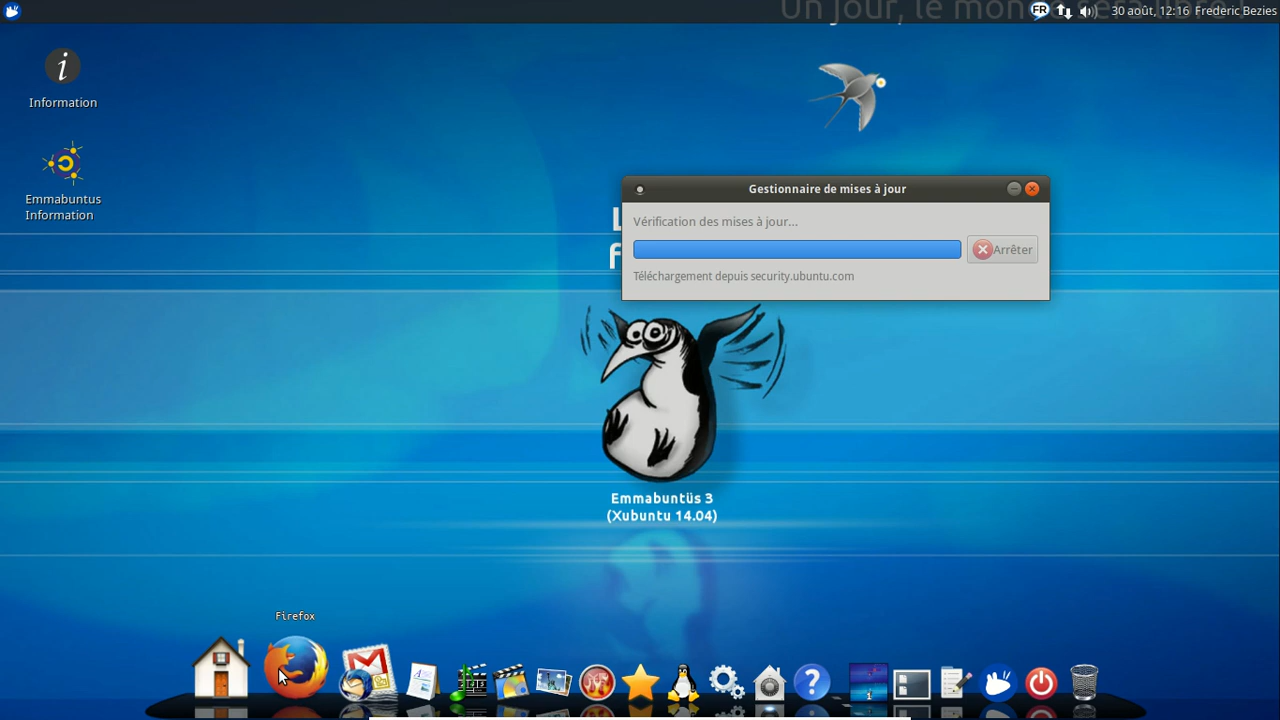 Un jour, le mon
FR
30 août, 12:16 Frederic Bezies
Information
Emmabuntus
Information
Gestionnaire de mises à jour
Vérification des mises à jour...
Arrêter
Téléchargement depuis security.ubuntu.com
L
f
Emmabuntüs 3
(Xubuntu 14.04)
Firefox